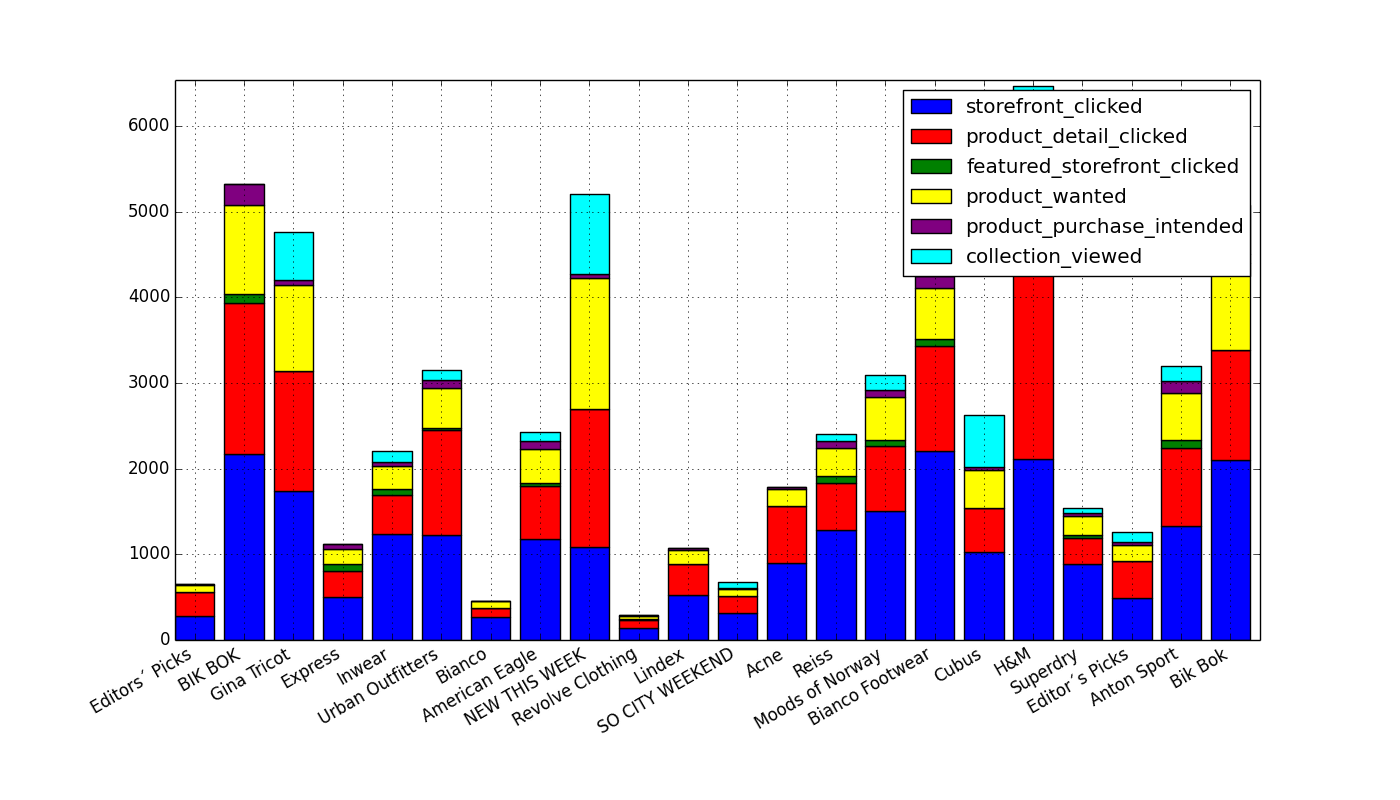 6000
5000
4000
3000
2000
1000
0
storefront_clicked
product_detail_clicked
featured_storefront_clicked
product_wanted
product_purchase_intended
collection_viewed
Editors´ Picks
BIK BOK
Gina Tricot
Express
Inwear
Urban Outfitters
Bianco
American Eagle
NEW THIS WEEK
Revolve Clothing
Lindex
SO CITY WEEKEND
Acne
Reiss
Moods of Norway
Bianco Footwear
Cubus
H&M
Superdry
Editor´s Picks
Anton Sport
Bik Bok